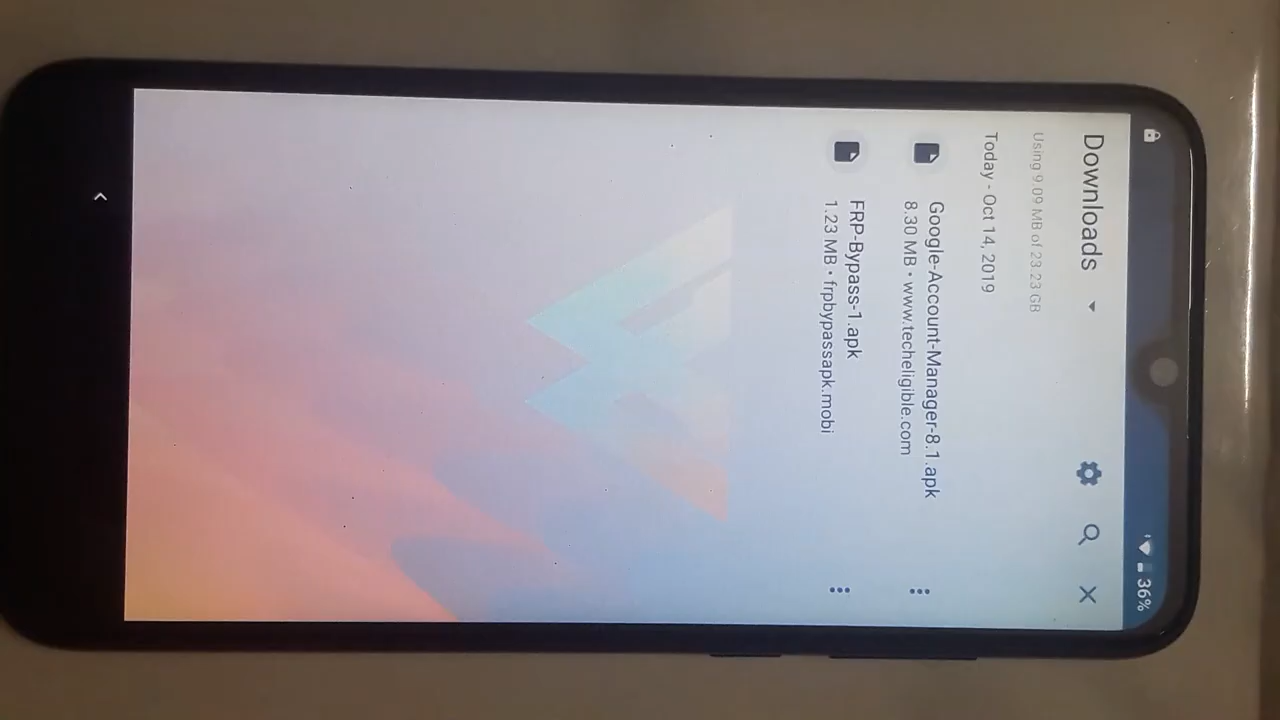 36%
Downloads
Using 9.09 MB of 23.23 GB
Today - Oct 14, 2019
Google-Account-Manager-8.1.apk
8.30 MB • www.techeligible.com
FRP-Bypass-1.apk
1.23 MB • frpbypassapk.mobi